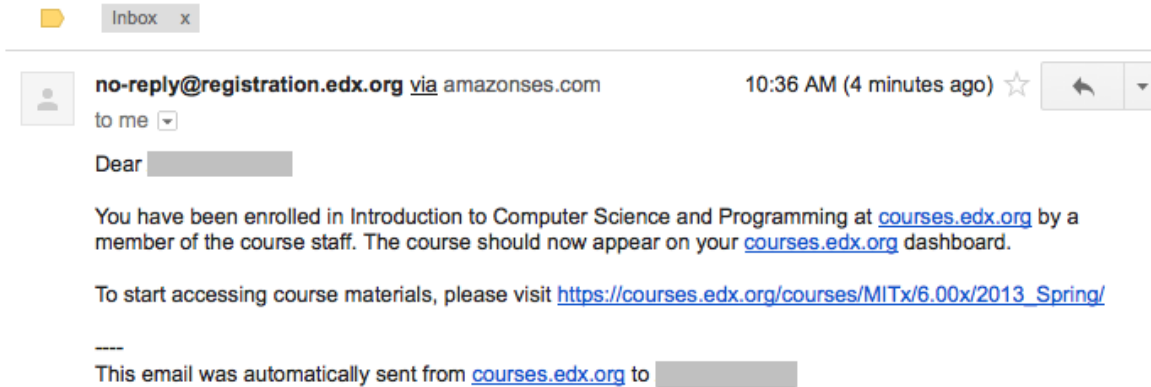 Inbox x
no-reply@registration.edx.org via amazonses.com 10:36 AM (4 minutes ago)
to me
Dear
You have been enrolled in Introduction to Computer Science and Programming at courses.edx.org by a
member of the course staff. The course should now appear on your courses.edx.org dashboard.
To start accessing course materials, please visit https://courses.edx.org/courses/MITx/6.00x/2013_Spring/
----
This email was automatically sent from courses.edx.org to